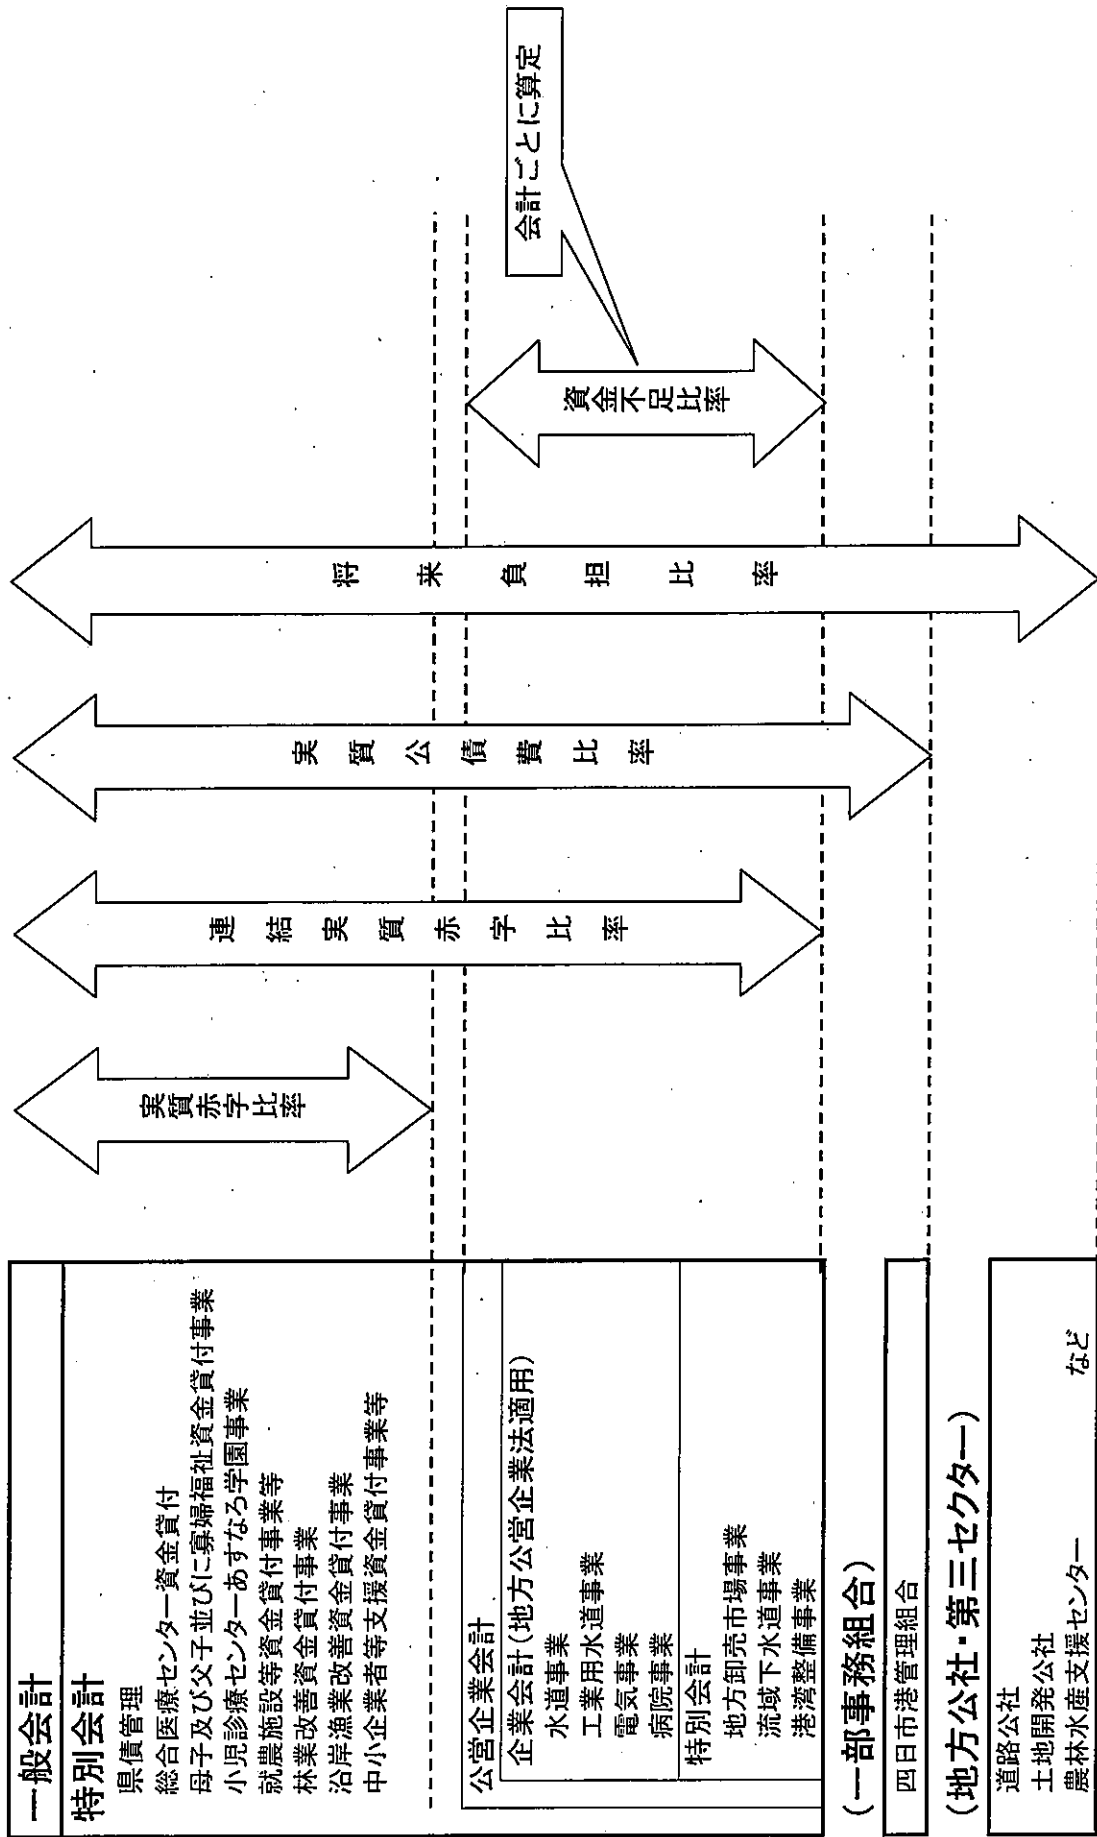 一般会計
特別会計
県債管理
総合医療センター資金貸付
母子及び父子並びに寡婦福祉資金貸付事業
小児診療センターあすなろ学園事業
就農施設等資金貸付事業等
林業改善資金貸付事業
沿岸漁業改善資金貸付事業
中小企業者等支援資金貸付事業等
公営企業会計
企業会計(地方公営企業法適用)
水道事業
工業用水道事業
電気事業
病院事業
特別会計
地方卸売市場事業
流域下水道事業
港湾整備事業
(一部事務組合)
四日市港管理組合
(地方公社・第三セクター)
道路公社
土地開発公社
農林水産支援センター　など
実質赤字比率
連結実質赤字比率
実質公債費比率
将来負担比率
資金不足比率
会計ごとに算定